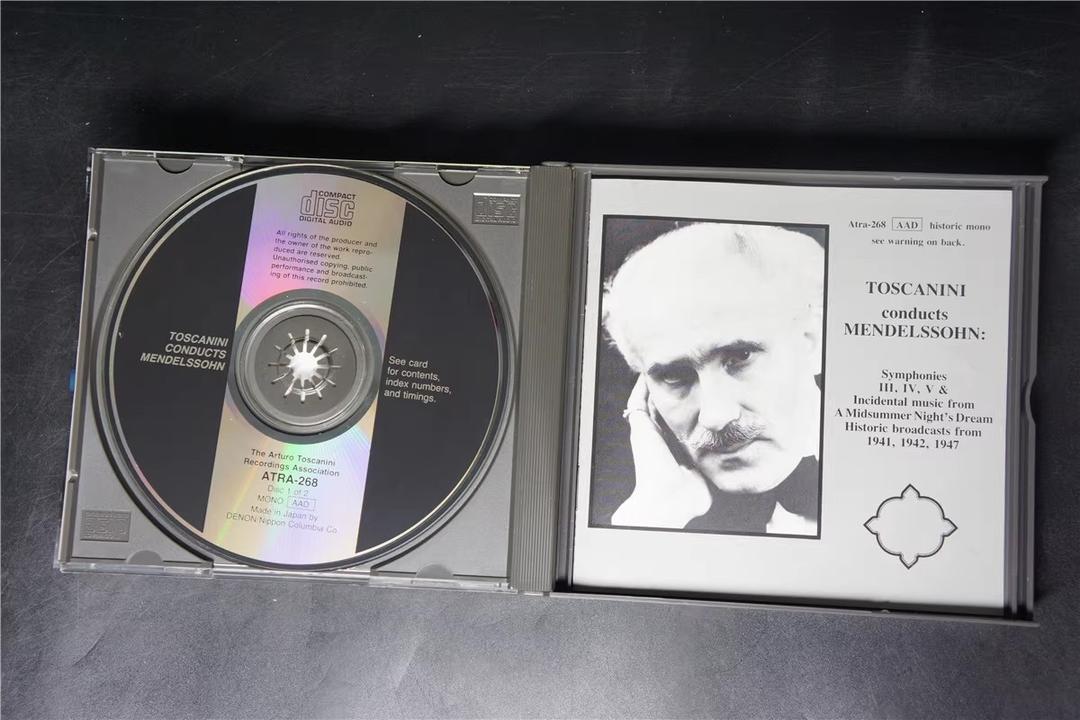 COMPACT
disc
DIGITAL AUDIO
All rights of the producer and
the owner of the work repro-
duced are reserved.
Unauthorised copying, public
performance and broadcast-
ing of this record prohibited.
TOSCANINI
CONDUCTS
MENDELSSOHN
See card
for contents,
index numbers,
and timings.
The Arturo Toscanini
Recordings Association
ATRA-268
Disc 1 of 2
MONO AAD
Made in Japan by
DENON/Nippon Columbia Co.
Atra-268 AAD historic mono
see warning on back.
TOSCANINI
conducts
MENDELSSOHN:
Symphonies
III, IV, V &
Incidental music from
A Midsummer Night's Dream
Historic broadcasts from
1941, 1942, 1947